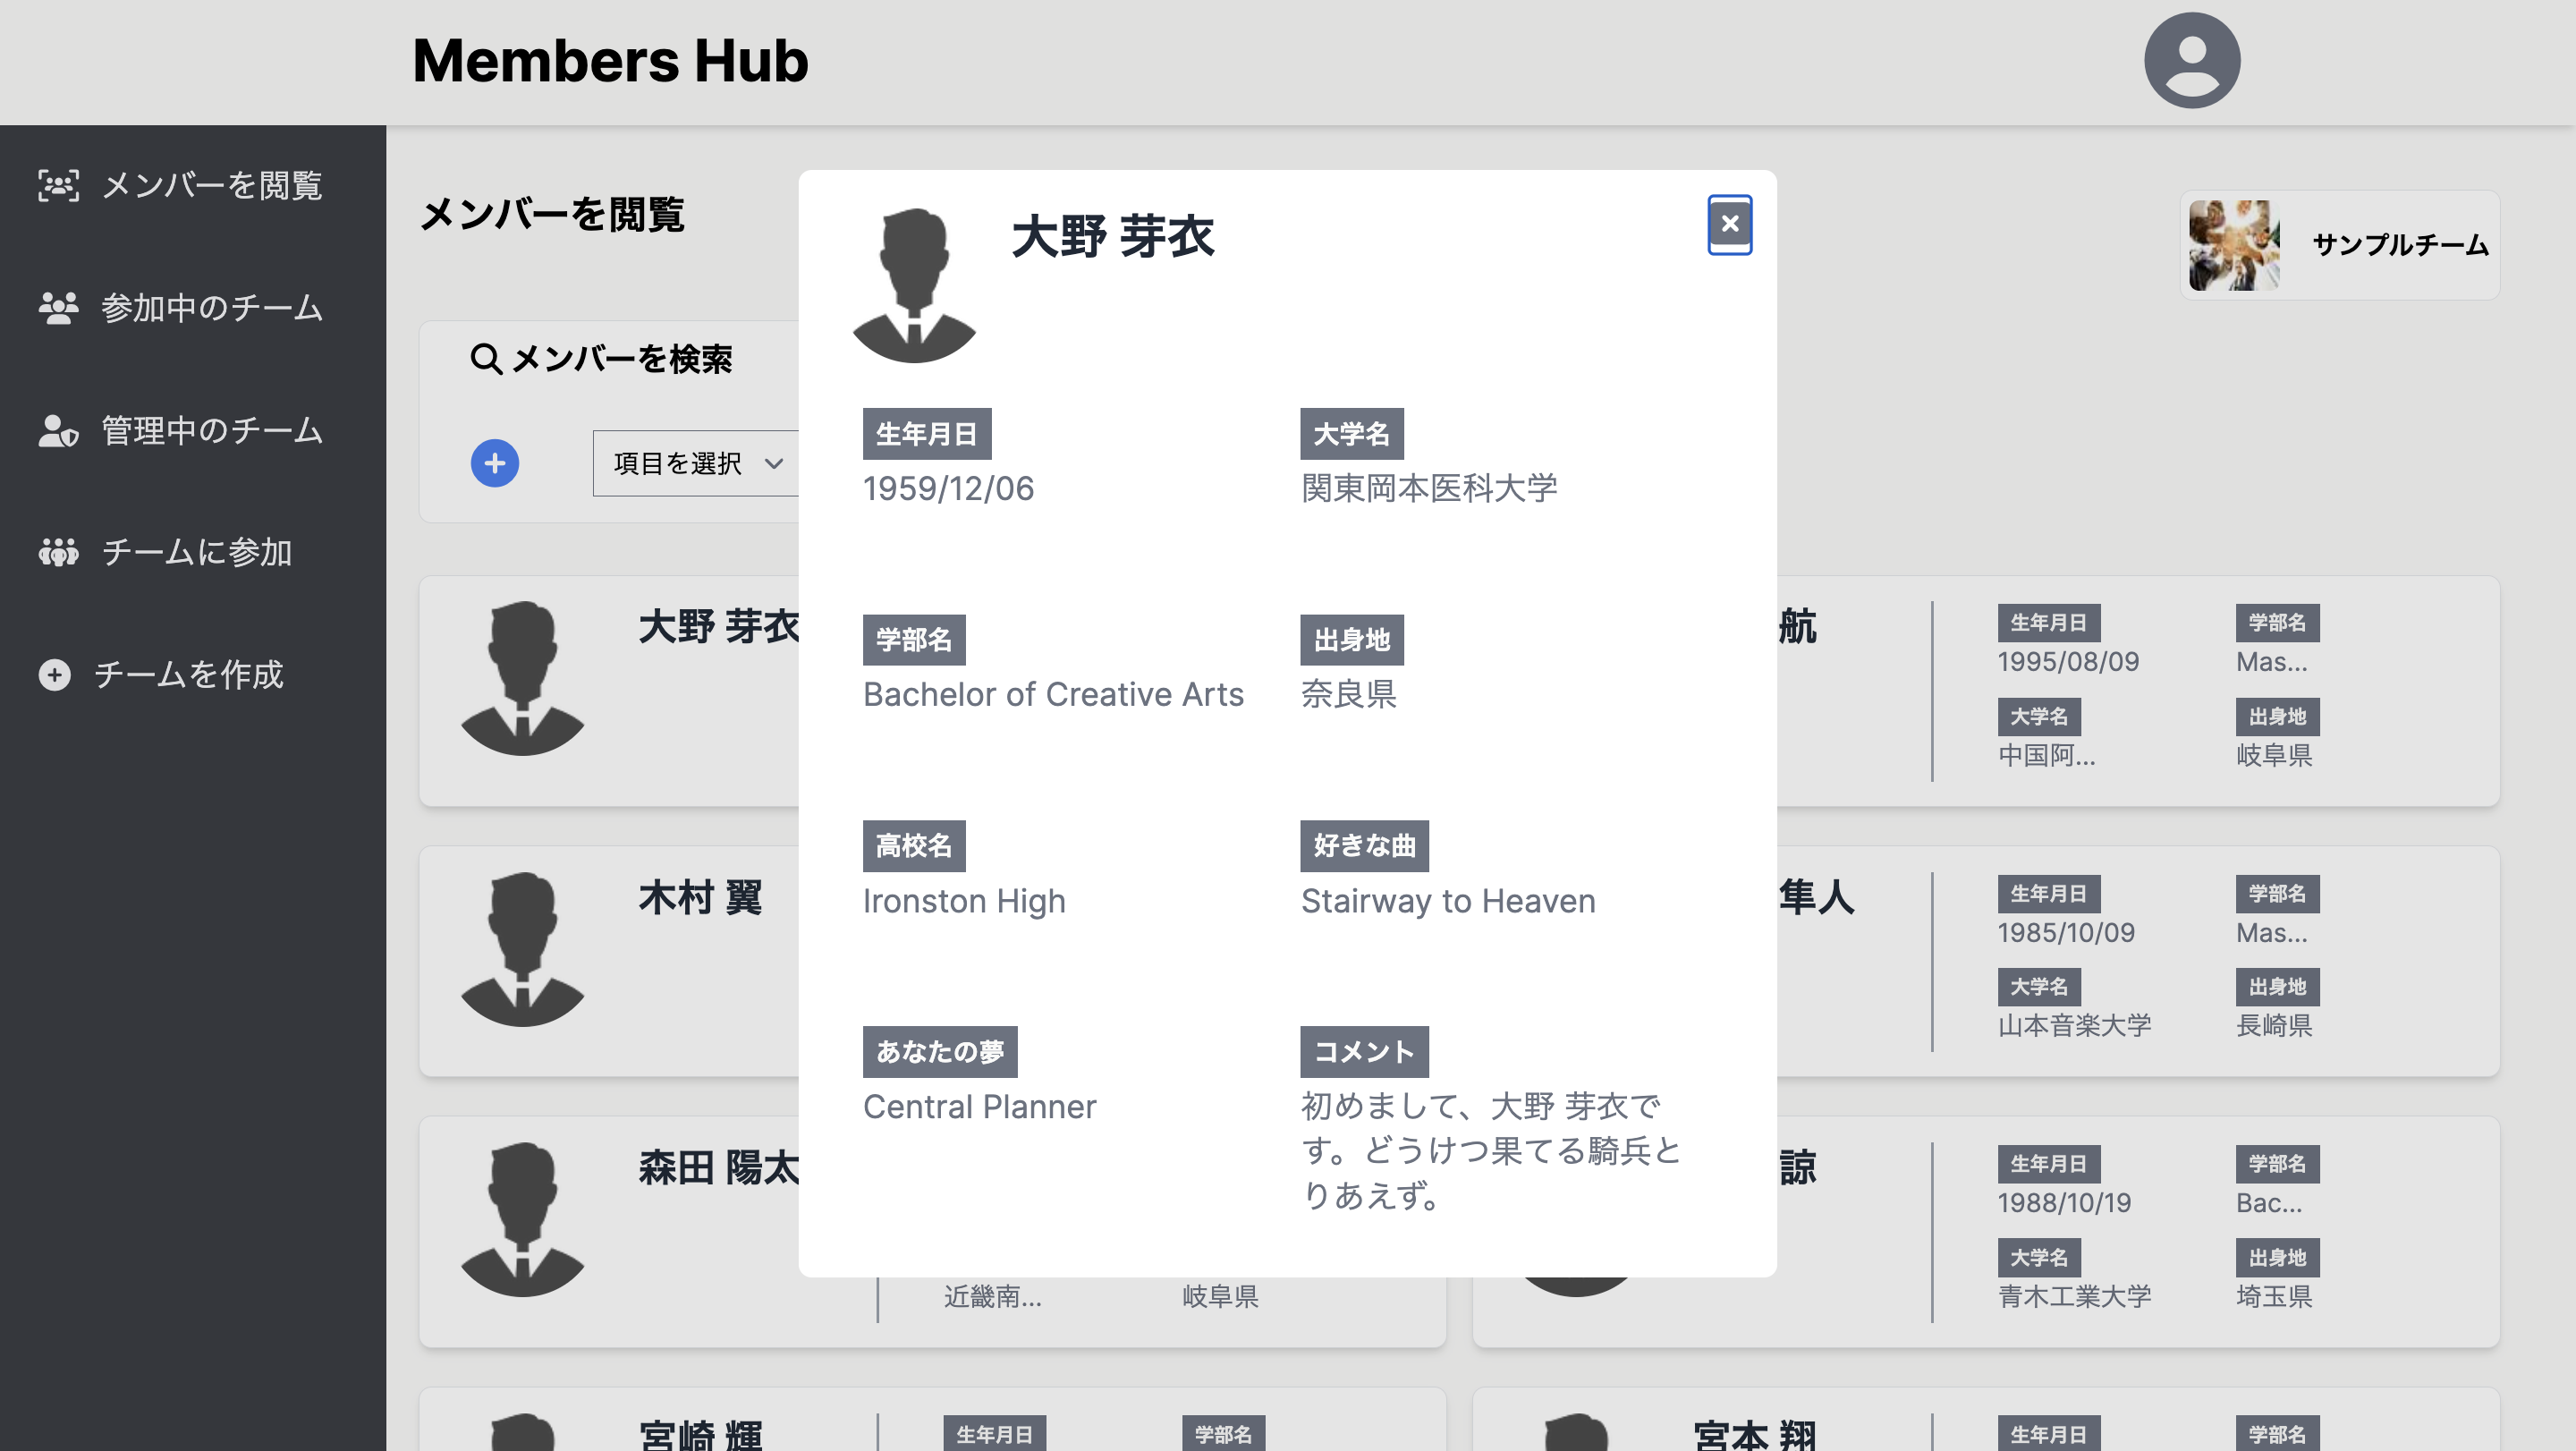 Members Hub
メンバーを閲覧
参加中のチーム
管理中のチーム
チームに参加
チームを作成
メンバーを閲覧
サンプルチーム
メンバーを検索
項目を選択
大野 芽衣
生年月日
1959/12/06
大学名
関東岡本医科大学
学部名
Bachelor of Creative Arts
出身地
奈良県
高校名
Ironston High
好きな曲
Stairway to Heaven
あなたの夢
Central Planner
コメント
初めまして、大野 芽衣で
す。どうけつ果てる騎兵と
りあえず。
大野 芽衣
航
生年月日
1995/08/09
学部名
Mas...
大学名
中国阿...
出身地
岐阜県
木村 翼
隼人
生年月日
1985/10/09
学部名
Mas...
大学名
山本音楽大学
出身地
長崎県
森田 陽太
近畿南...
岐阜県
諒
生年月日
1988/10/19
学部名
Bac...
大学名
青木工業大学
出身地
埼玉県
宮崎 輝
生年月日
学部名
宮本 翔
生年月日
学部名